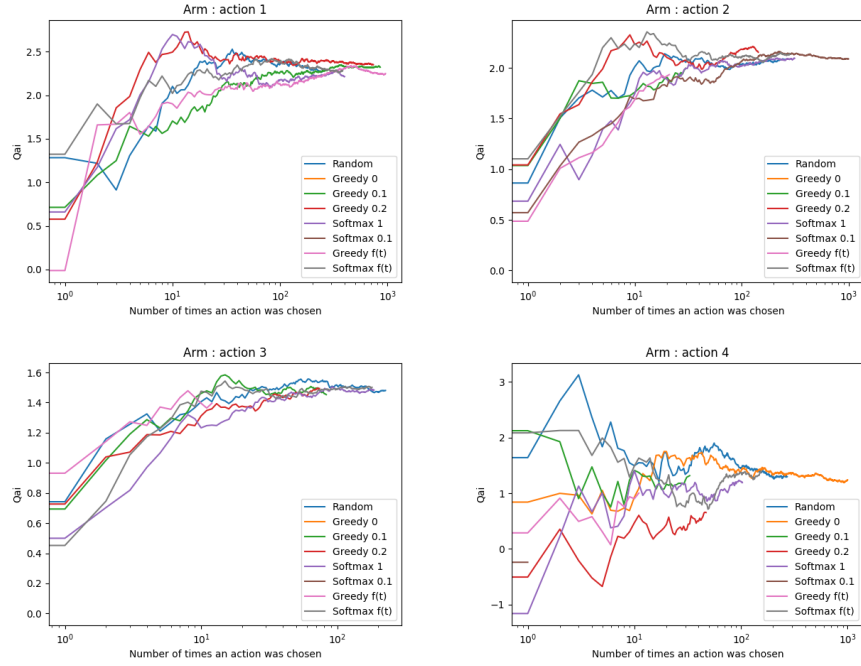 Arm : action 1
Qai
2.5
2.0
1.5
1.0
0.5
0.0
10⁰
10¹
10²
10³
Number of times an action was chosen
Random
Greedy 0
Greedy 0.1
Greedy 0.2
Softmax 1
Softmax 0.1
Greedy f(t)
Softmax f(t)
Arm : action 2
Qai
2.0
1.5
1.0
0.5
0.0
10⁰
10¹
10²
10³
Number of times an action was chosen
Random
Greedy 0
Greedy 0.1
Greedy 0.2
Softmax 1
Softmax 0.1
Greedy f(t)
Softmax f(t)
Arm : action 3
Qai
1.6
1.4
1.2
1.0
0.8
0.6
0.4
0.2
0.0
10⁰
10¹
10²
Number of times an action was chosen
Random
Greedy 0
Greedy 0.1
Greedy 0.2
Softmax 1
Softmax 0.1
Greedy f(t)
Softmax f(t)
Arm : action 4
Qai
3
2
1
0
−1
10⁰
10¹
10²
10³
Number of times an action was chosen
Random
Greedy 0
Greedy 0.1
Greedy 0.2
Softmax 1
Softmax 0.1
Greedy f(t)
Softmax f(t)